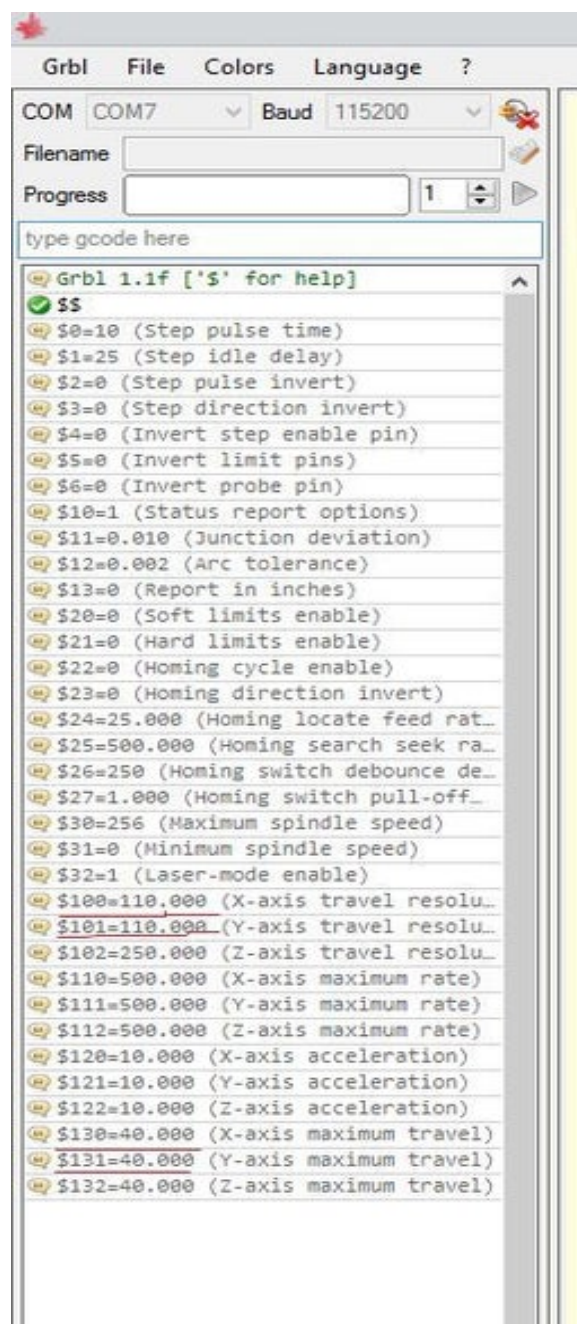 Grbl File Colors Language ?
COM COM7 Baud 115200
Filename
Progress 1
type gcode here
Grbl 1.1f ['$' for help]
$$
$0=10 (Step pulse time)
$1=25 (Step idle delay)
$2=0 (Step pulse invert)
$3=0 (Step direction invert)
$4=0 (Invert step enable pin)
$5=0 (Invert limit pins)
$6=0 (Invert probe pin)
$10=1 (Status report options)
$11=0.010 (Junction deviation)
$12=0.002 (Arc tolerance)
$13=0 (Report in inches)
$20=0 (Soft limits enable)
$21=0 (Hard limits enable)
$22=0 (Homing cycle enable)
$23=0 (Homing direction invert)
$24=25.000 (Homing locate feed rat…
$25=500.000 (Homing search seek ra…
$26=250 (Homing switch debounce de…
$27=1.000 (Homing switch pull-off…
$30=256 (Maximum spindle speed)
$31=0 (Minimum spindle speed)
$32=1 (Laser-mode enable)
$100=110.000 (X-axis travel resolu…
$101=110.000 (Y-axis travel resolu…
$102=250.000 (Z-axis travel resolu…
$110=500.000 (X-axis maximum rate)
$111=500.000 (Y-axis maximum rate)
$112=500.000 (Z-axis maximum rate)
$120=10.000 (X-axis acceleration)
$121=10.000 (Y-axis acceleration)
$122=10.000 (Z-axis acceleration)
$130=40.000 (X-axis maximum travel)
$131=40.000 (Y-axis maximum travel)
$132=40.000 (Z-axis maximum travel)